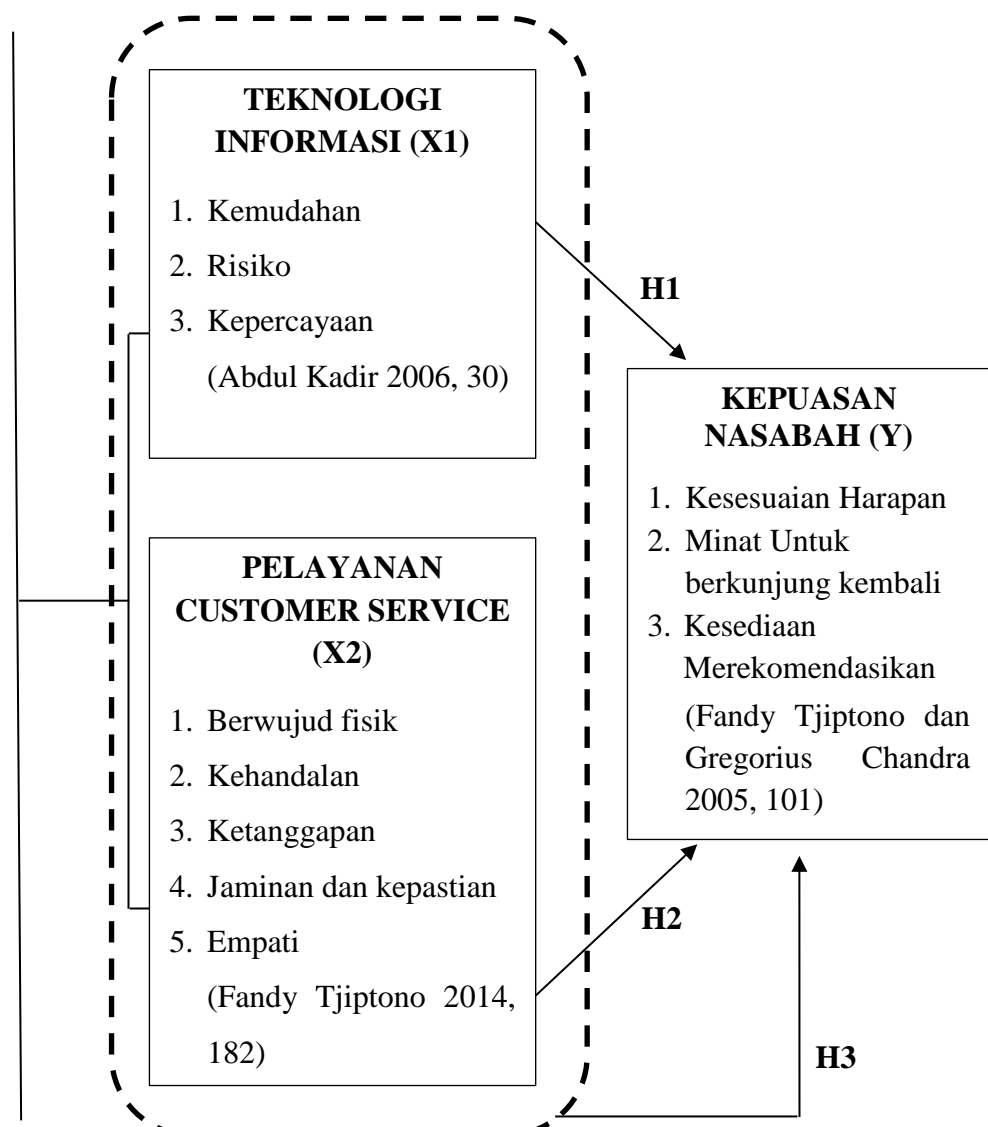 TEKNOLOGI
INFORMASI (X1)
1. Kemudahan
2. Risiko
3. Kepercayaan
(Abdul Kadir 2006, 30)
H1
KEPUASAN
NASABAH (Y)
1. Kesesuaian Harapan
2. Minat Untuk
berkunjung kembali
3. Kesediaan
Merekomendasikan
(Fandy Tjiptono dan
Gregorius Chandra
2005, 101)
PELAYANAN
CUSTOMER SERVICE
(X2)
1. Berwujud fisik
2. Kehandalan
3. Ketanggapan
4. Jaminan dan kepastian
5. Empati
(Fandy Tjiptono 2014,
182)
H2
H3